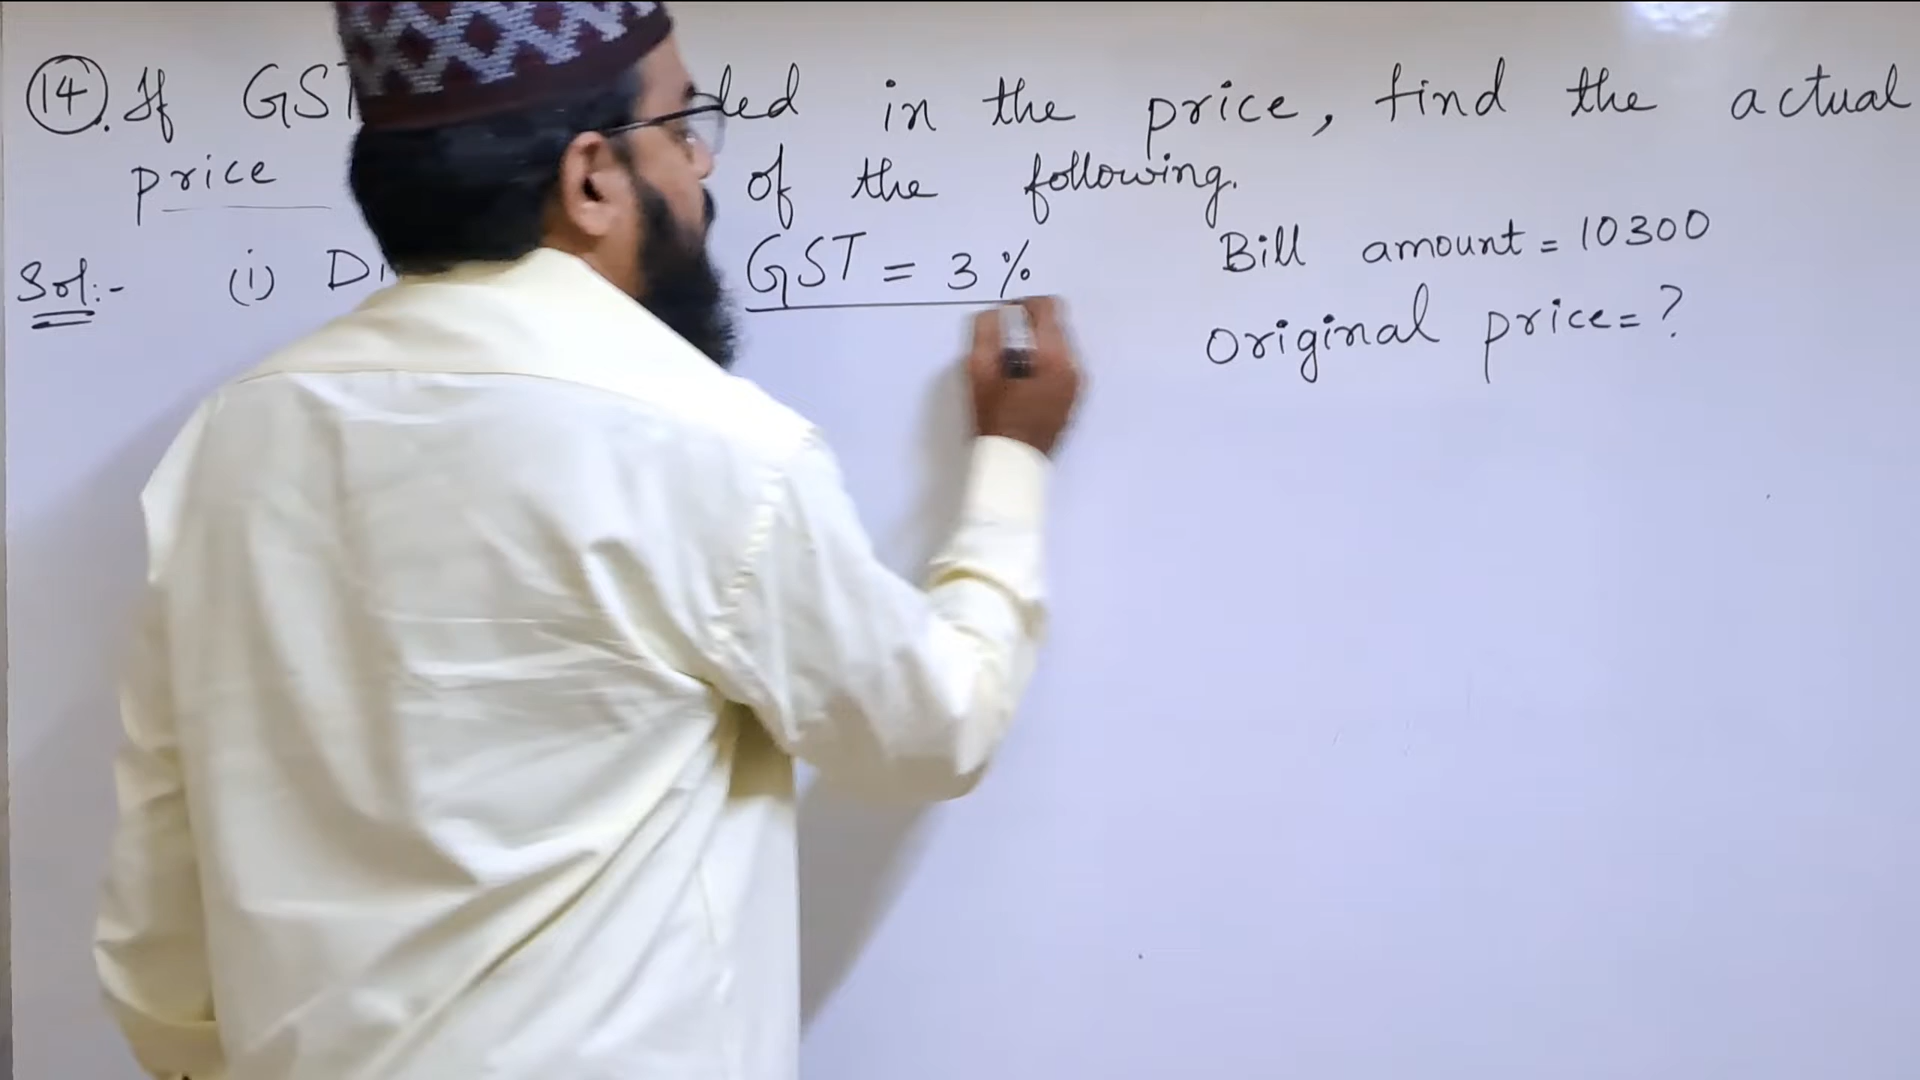 14. If GST in the price, find the actual
price of the following.
Sol:- (i) GST = 3%
Bill amount = 10300
Original price = ?